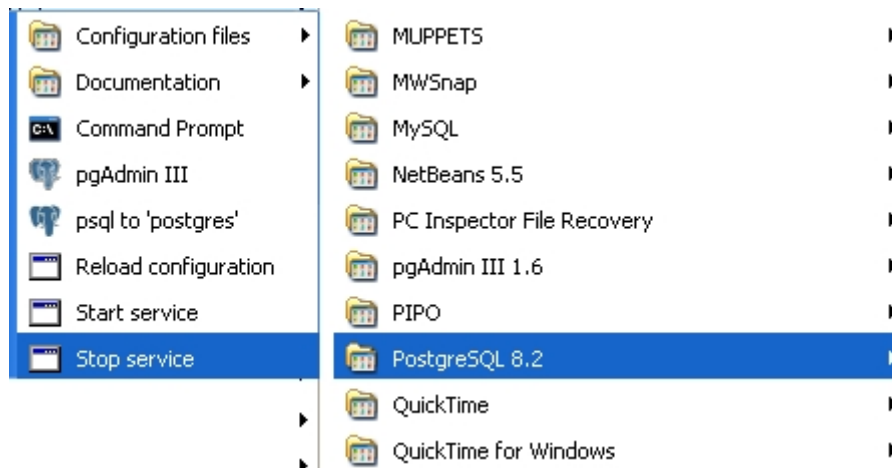 Configuration files
Documentation
Command Prompt
pgAdmin III
psql to 'postgres'
Reload configuration
Start service
Stop service
MUPPETS
MWSnap
MySQL
NetBeans 5.5
PC Inspector File Recovery
pgAdmin III 1.6
PIPO
PostgreSQL 8.2
QuickTime
QuickTime for Windows